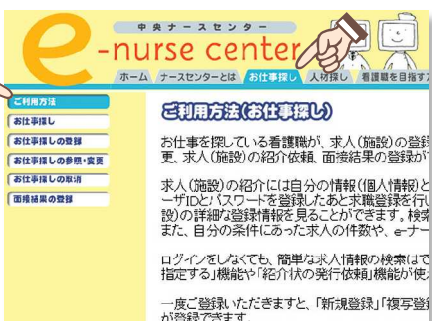 中央ナースセンター
e-nurse center
ホーム ナースセンターとは お仕事探し 人材探し 看護職を目指す方
ご利用方法
お仕事探し
お仕事探しの登録
お仕事探しの参照・変更
お仕事探しの取消
面接結果の登録
ご利用方法(お仕事探し)
お仕事を探している看護職が、求人(施設)の登録
更、求人(施設)の紹介依頼、面接結果の登録が
求人(施設)の紹介には自分の情報(個人情報)と
ーザIDとパスワードを登録したあと求職登録を行い
設)の詳細な登録情報を見ることができます。検索
また、自分の条件にあった求人の件数や、e-ナー
ログインをしなくても、簡単な求人情報の検索はで
指定する」機能や「紹介状の発行依頼」機能が使え
一度ご登録いただきますと、「新規登録」「複写登録
が登録できます。